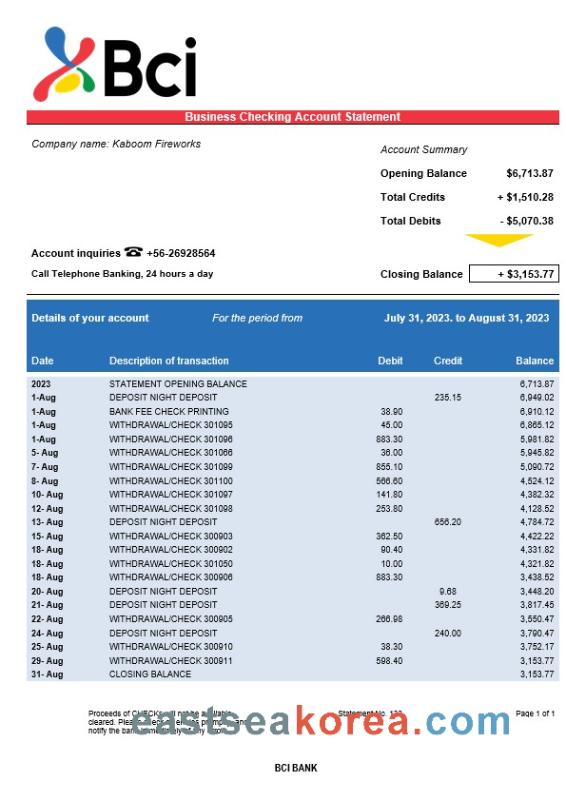 Bci
Business Checking Account Statement
Company name: Kaboom Fireworks
Account Summary
Opening Balance $6,713.87
Total Credits + $1,510.28
Total Debits - $5,070.38
Account inquiries ☎ +56-26928564
Call Telephone Banking, 24 hours a day
Closing Balance + $3,153.77
Details of your account For the period from July 31, 2023. to August 31, 2023
Date Description of transaction Debit Credit Balance
2023 STATEMENT OPENING BALANCE 6,713.87
1-Aug DEPOSIT NIGHT DEPOSIT 235.15 6,949.02
1-Aug BANK FEE CHECK PRINTING 38.90 6,910.12
1-Aug WITHDRAWAL/CHECK 301095 45.00 6,865.12
1-Aug WITHDRAWAL/CHECK 301096 883.30 5,981.82
5- Aug WITHDRAWAL/CHECK 301066 36.00 5,945.82
7- Aug WITHDRAWAL/CHECK 301099 855.10 5,090.72
8- Aug WITHDRAWAL/CHECK 301100 566.60 4,524.12
10- Aug WITHDRAWAL/CHECK 301097 141.80 4,382.32
12- Aug WITHDRAWAL/CHECK 301098 253.80 4,128.52
13- Aug DEPOSIT NIGHT DEPOSIT 656.20 4,784.72
15- Aug WITHDRAWAL/CHECK 300903 362.50 4,422.22
18- Aug WITHDRAWAL/CHECK 300902 90.40 4,331.82
18- Aug WITHDRAWAL/CHECK 301050 10.00 4,321.82
18- Aug WITHDRAWAL/CHECK 300906 883.30 3,438.52
20- Aug DEPOSIT NIGHT DEPOSIT 9.68 3,448.20
21- Aug DEPOSIT NIGHT DEPOSIT 369.25 3,817.45
22- Aug WITHDRAWAL/CHECK 300905 266.98 3,550.47
24- Aug DEPOSIT NIGHT DEPOSIT 240.00 3,790.47
25- Aug WITHDRAWAL/CHECK 300910 38.30 3,752.17
29- Aug WITHDRAWAL/CHECK 300911 598.40 3,153.77
31- Aug CLOSING BALANCE 3,153.77
Proceeds of CHECKs will not be available
cleared. Please
notify the bank immediately of any
Statement No. Page 1 of 1
eastseakorea.com
BCI BANK